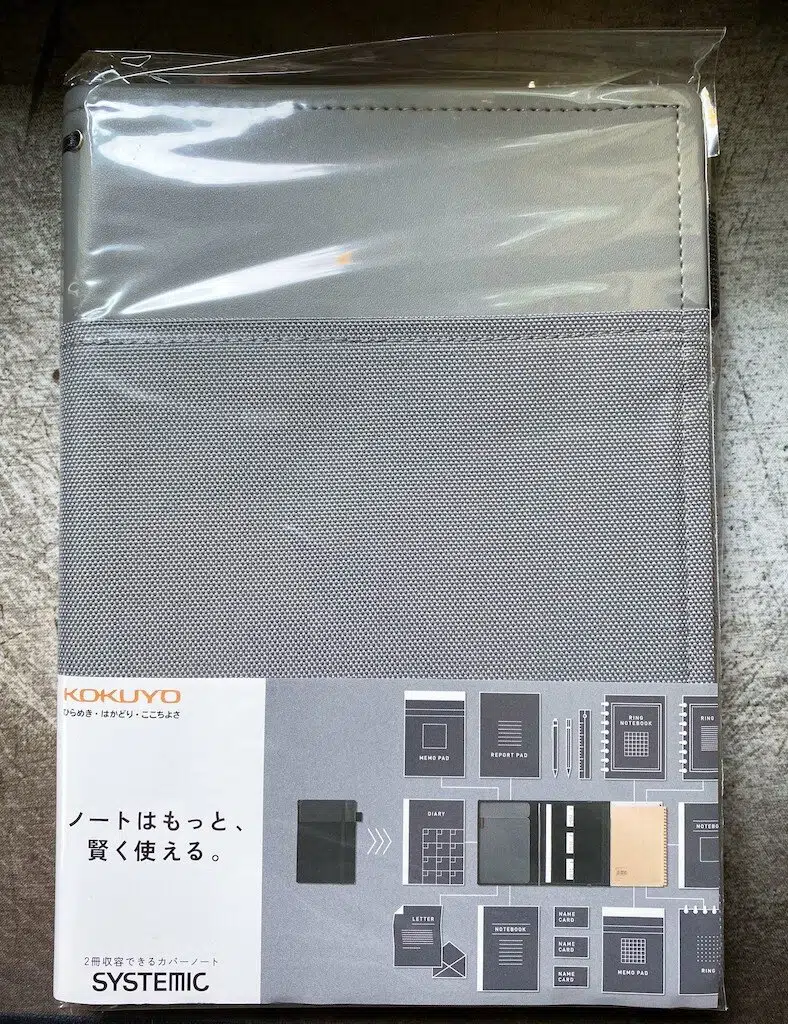 KOKUYO
ひらめき・はかどり・ここちよさ
ノートはもっと、
賢く使える。
2冊収容できるカバーノート
SYSTEMIC
MEMO PAD
REPORT PAD
RING
NOTEBOOK
RING
DIARY
NOTEBO
LETTER
NOTEBOOK
NAME
CARD
NAME
CARD
NAME
CARD
MEMO PAD
RING